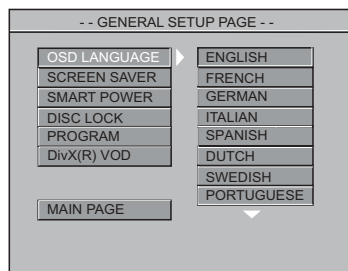 - - GENERAL SETUP PAGE - -
OSD LANGUAGE
SCREEN SAVER
SMART POWER
DISC LOCK
PROGRAM
DivX(R) VOD
MAIN PAGE
ENGLISH
FRENCH
GERMAN
ITALIAN
SPANISH
DUTCH
SWEDISH
PORTUGUESE